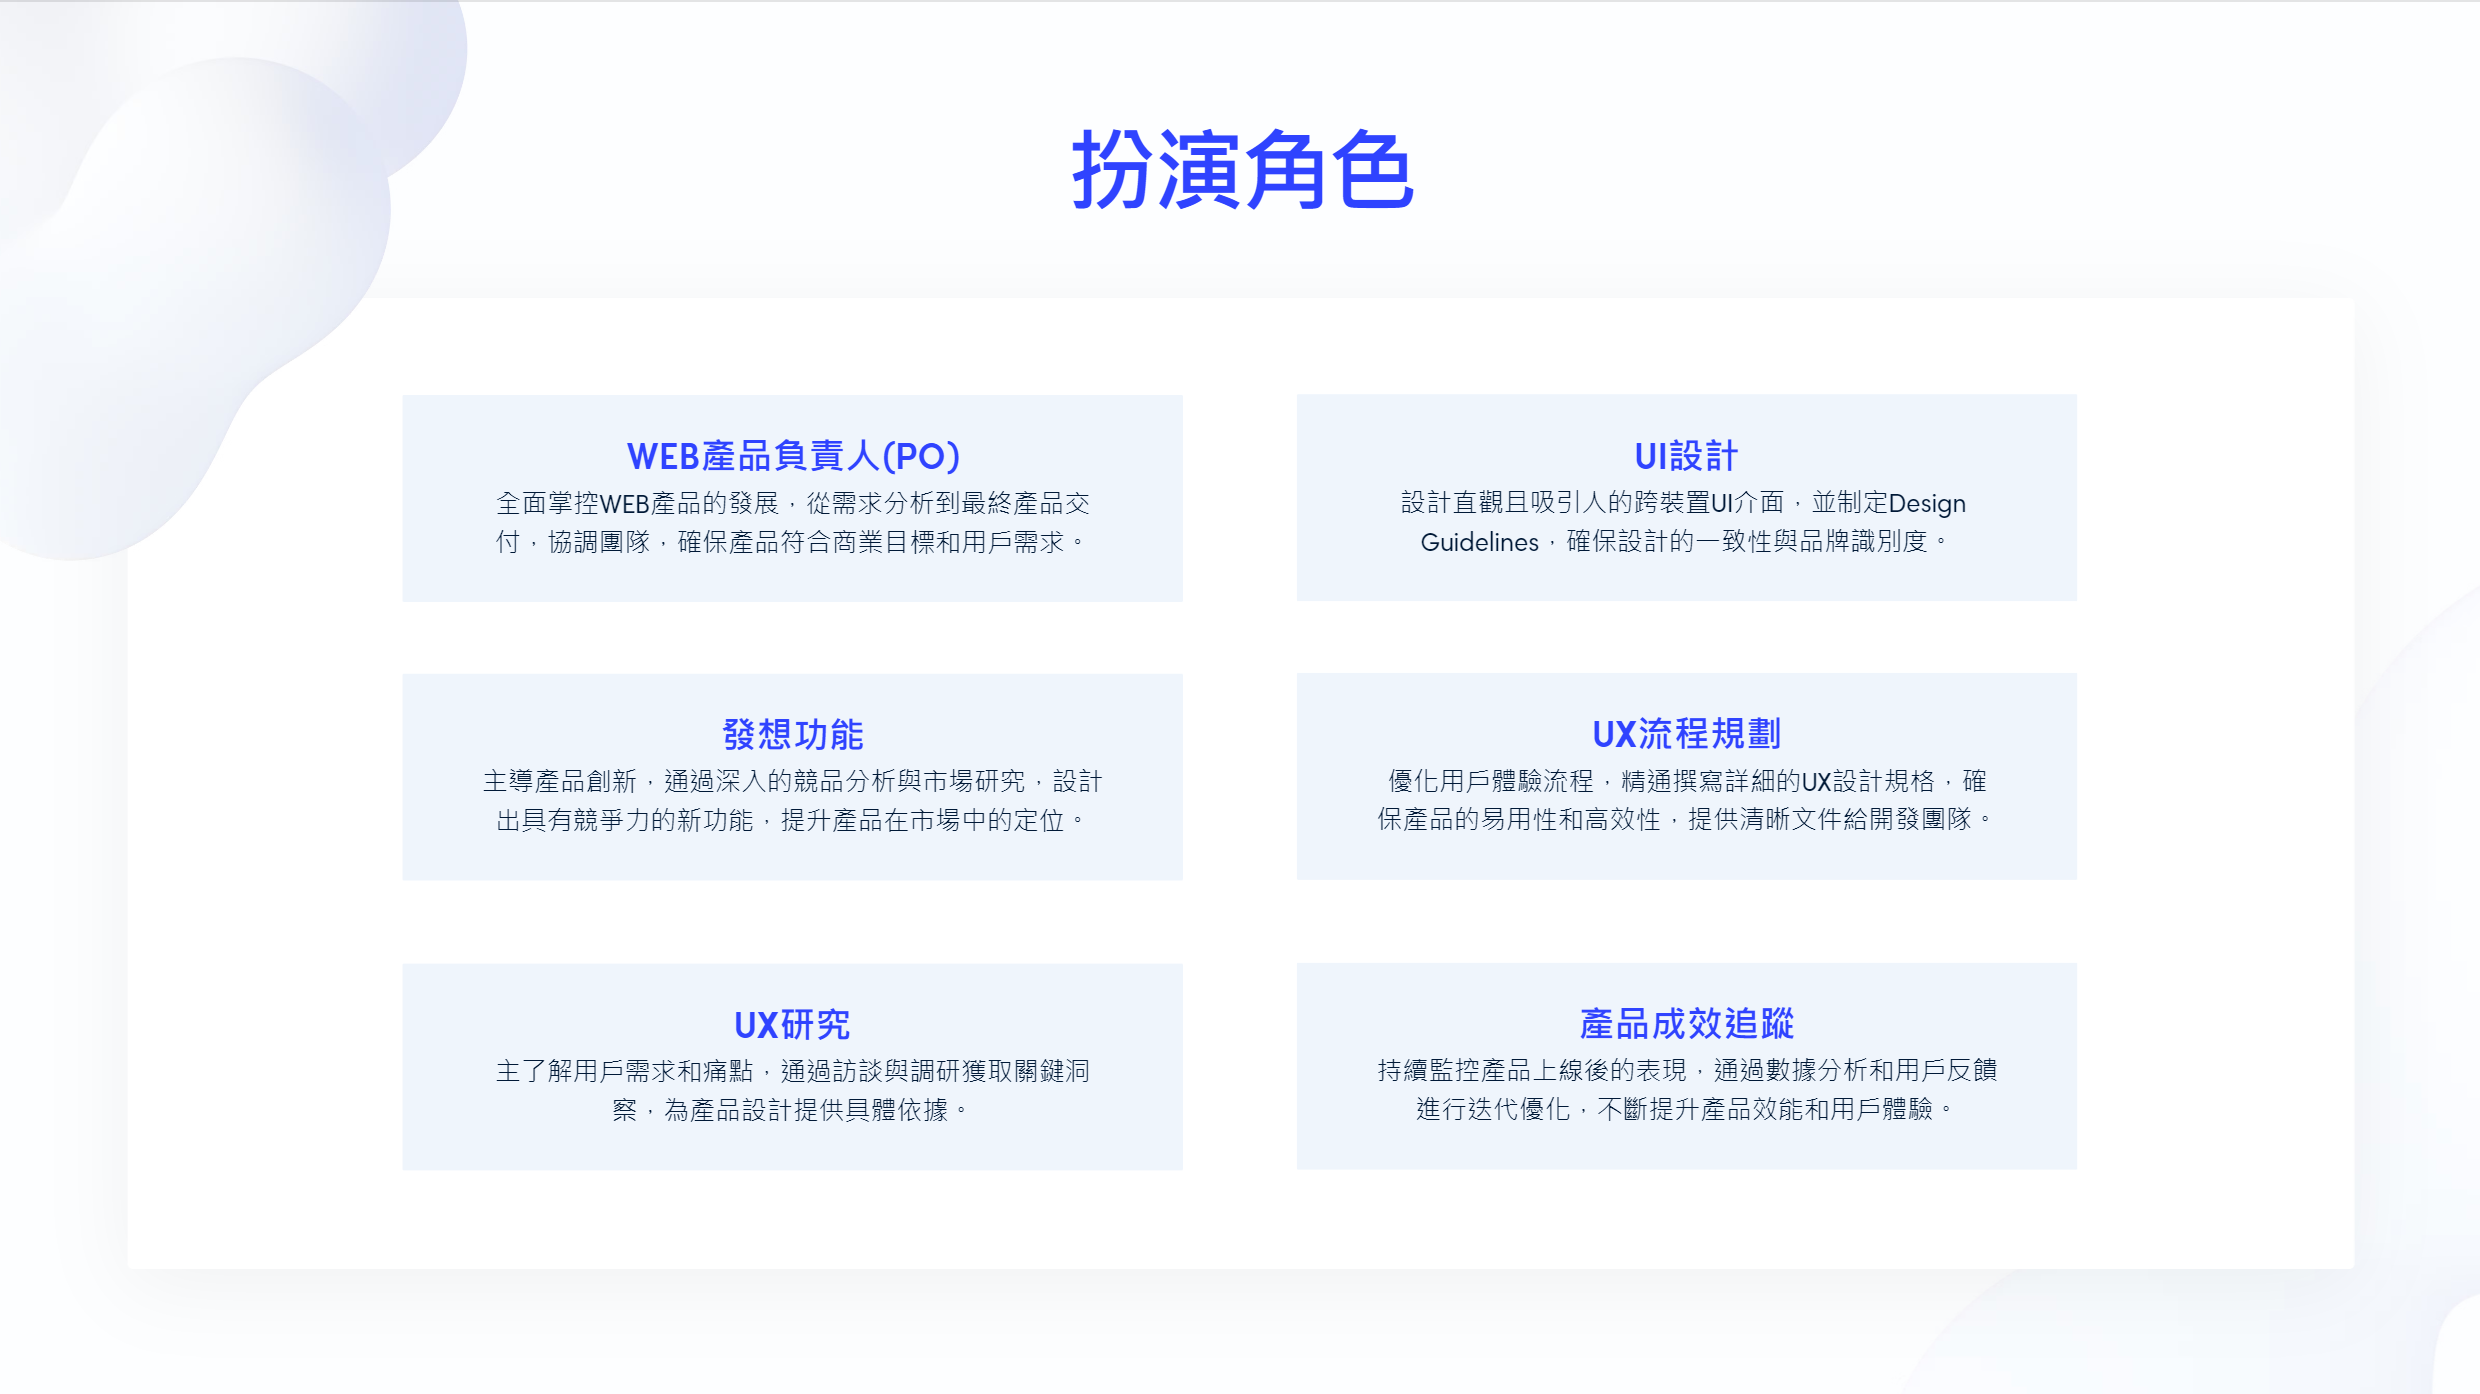 扮演角色
WEB產品負責人(PO)
全面掌控WEB產品的發展，從需求分析到最終產品交
付，協調團隊，確保產品符合商業目標和用戶需求。
UI設計
設計直觀且吸引人的跨裝置UI介面，並制定Design
Guidelines，確保設計的一致性與品牌識別度。
發想功能
主導產品創新，通過深入的競品分析與市場研究，設計
出具有競爭力的新功能，提升產品在市場中的定位。
UX流程規劃
優化用戶體驗流程，精通撰寫詳細的UX設計規格，確
保產品的易用性和高效性，提供清晰文件給開發團隊。
UX研究
主了解用戶需求和痛點，通過訪談與調研獲取關鍵洞
察，為產品設計提供具體依據。
產品成效追蹤
持續監控產品上線後的表現，通過數據分析和用戶反饋
進行迭代優化，不斷提升產品效能和用戶體驗。